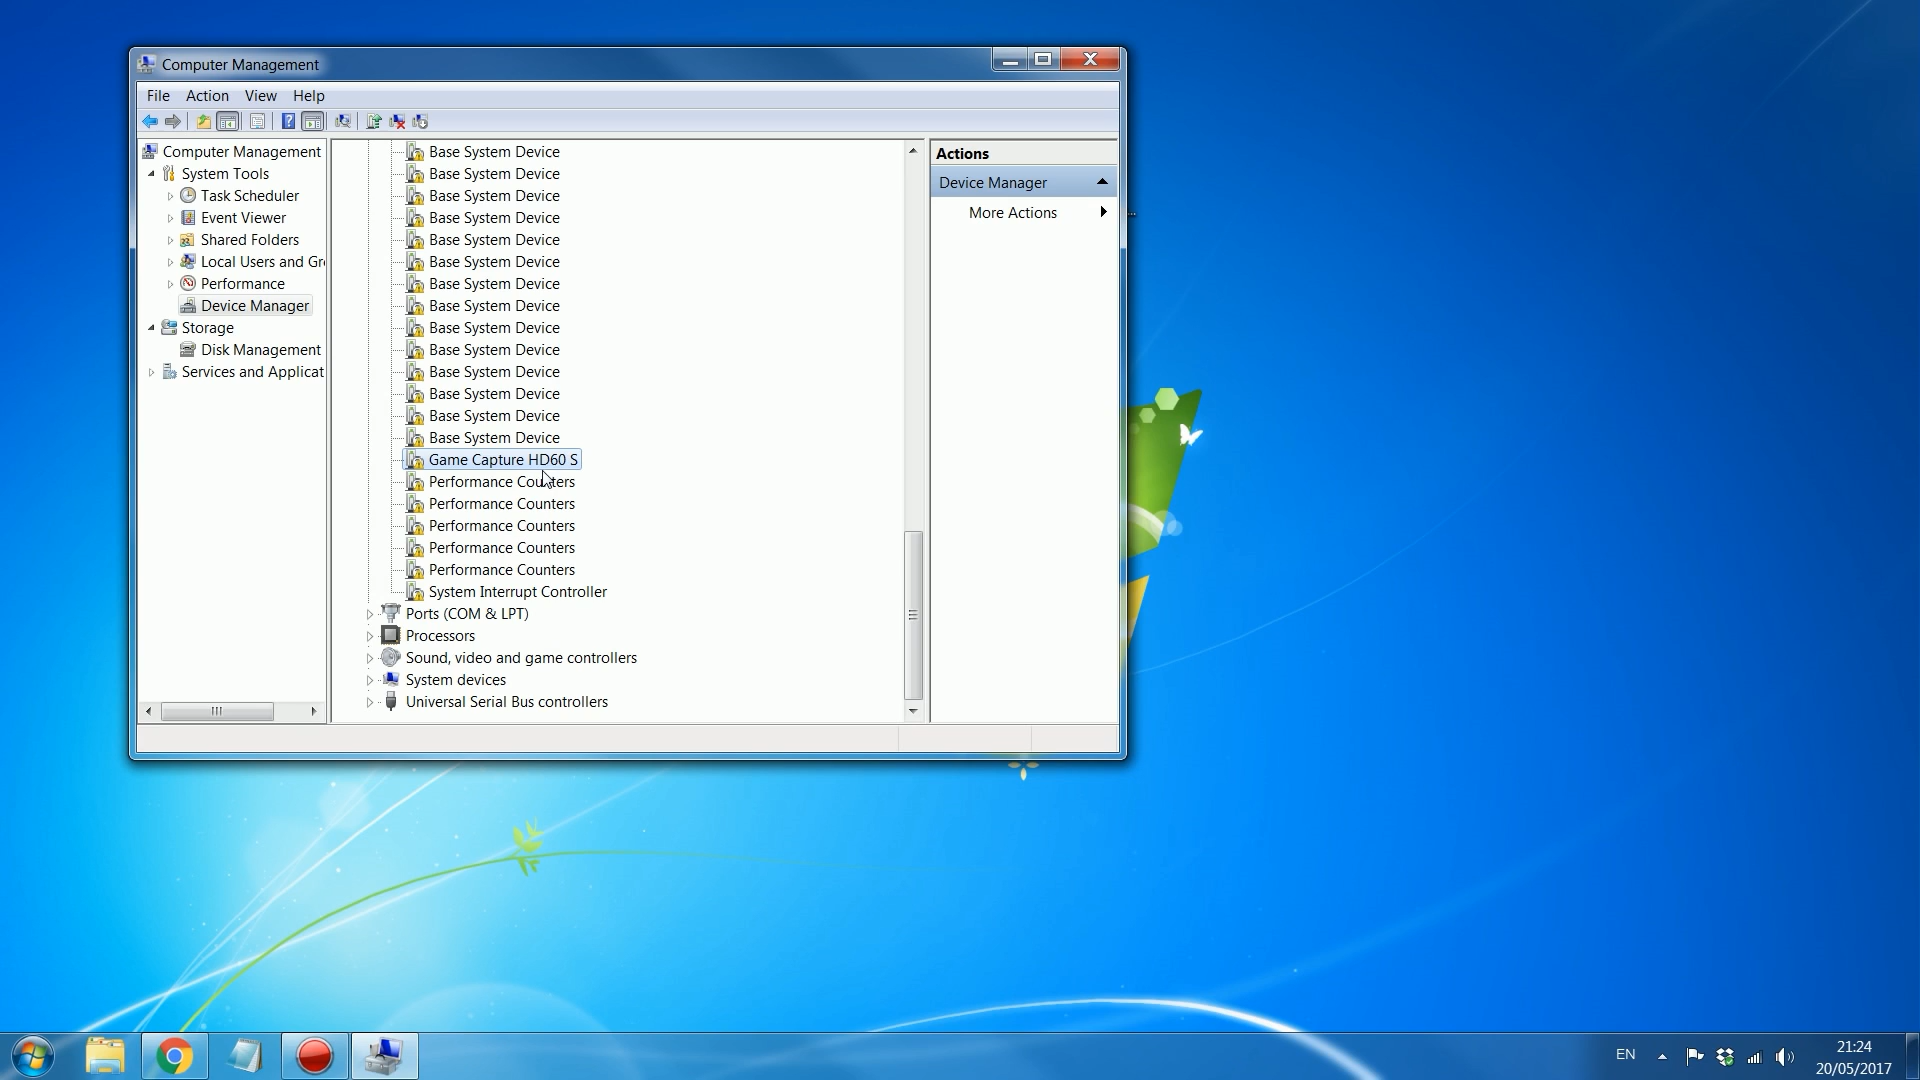 Computer Management
File Action View Help
Computer Management
System Tools
Task Scheduler
Event Viewer
Shared Folders
Local Users and Gr
Performance
Device Manager
Storage
Disk Management
Services and Applicat
Base System Device
Base System Device
Base System Device
Base System Device
Base System Device
Base System Device
Base System Device
Base System Device
Base System Device
Base System Device
Base System Device
Base System Device
Base System Device
Base System Device
Game Capture HD60 S
Performance Counters
Performance Counters
Performance Counters
Performance Counters
Performance Counters
System Interrupt Controller
Ports (COM & LPT)
Processors
Sound, video and game controllers
System devices
Universal Serial Bus controllers
Actions
Device Manager
More Actions
EN
21:24
20/05/2017